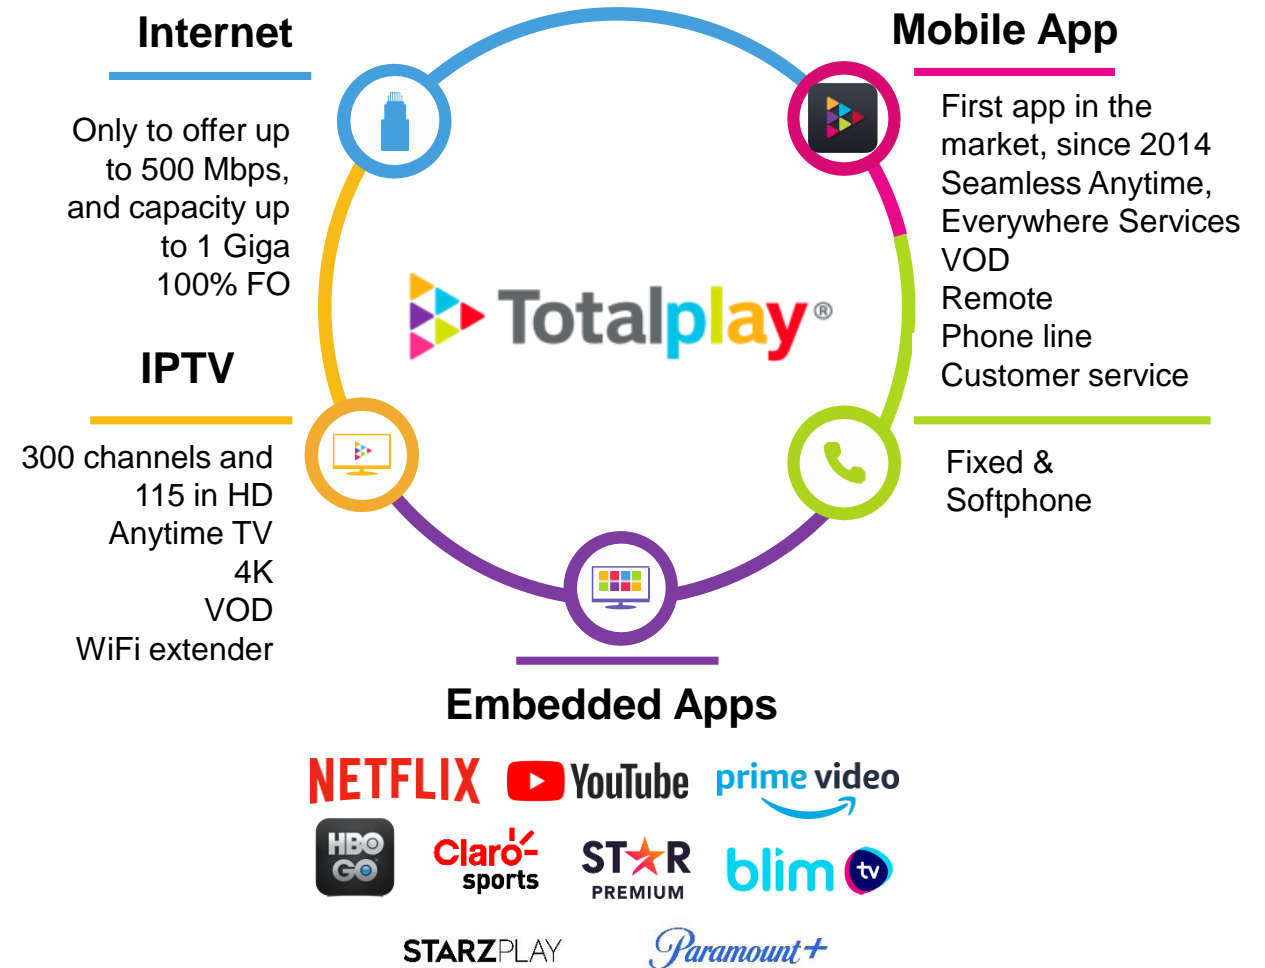 Internet
Only to offer up
to 500 Mbps,
and capacity up
to 1 Giga
100% FO
Mobile App
First app in the
market, since 2014
Seamless Anytime,
Everywhere Services
VOD
Remote
Phone line
Customer service
Totalplay®
IPTV
300 channels and
115 in HD
Anytime TV
4K
VOD
WiFi extender
Fixed &
Softphone
Embedded Apps
NETFLIX YouTube prime video
HBO
GO
Claro-
sports
STAR
PREMIUM
blim tv
STARZPLAY Paramount+